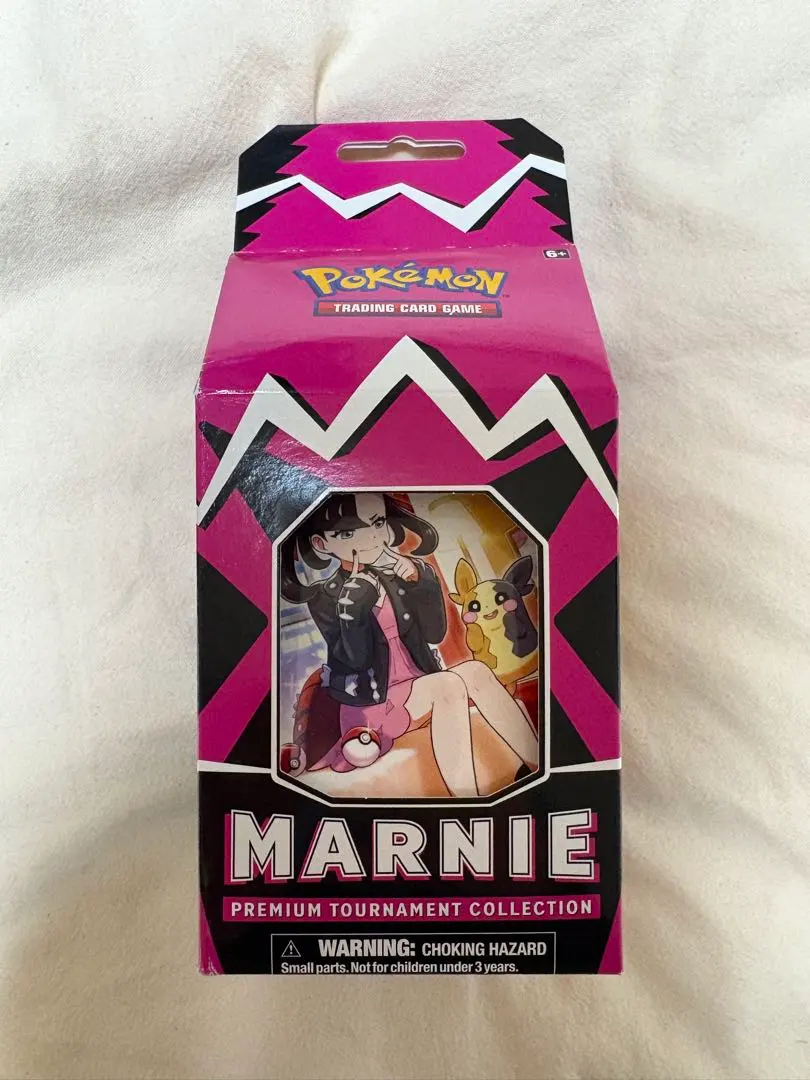 6+
POKéMON
TM
TRADING CARD GAME
MARNIE
PREMIUM TOURNAMENT COLLECTION
⚠ WARNING: CHOKING HAZARD
Small parts. Not for children under 3 years.